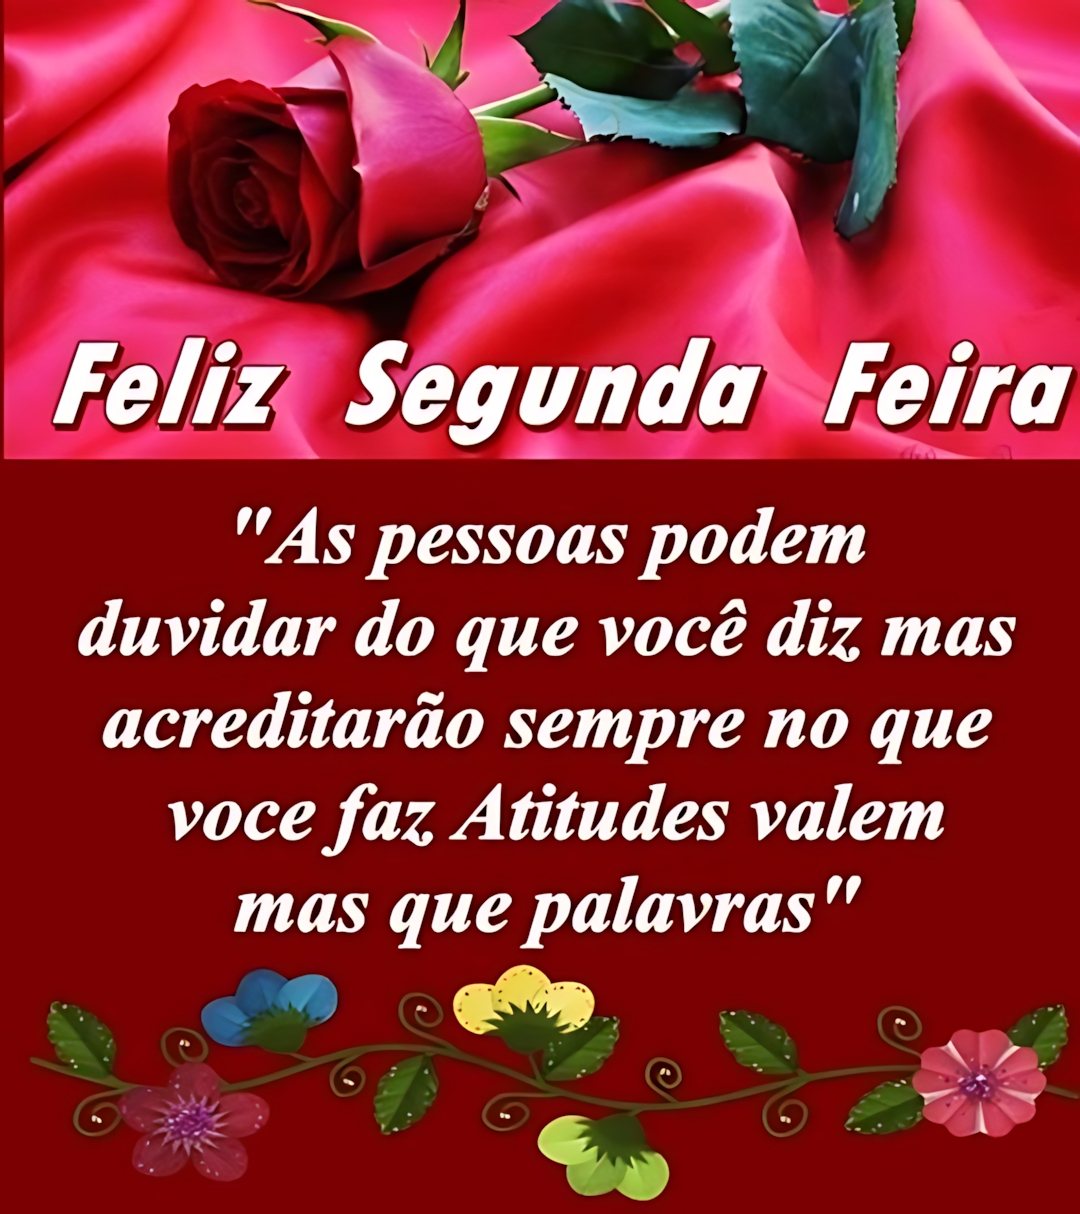 Feliz Segunda Feira
"As pessoas podem
duvidar do que você diz mas
acreditarão sempre no que
voce faz Atitudes valem
mas que palavras"